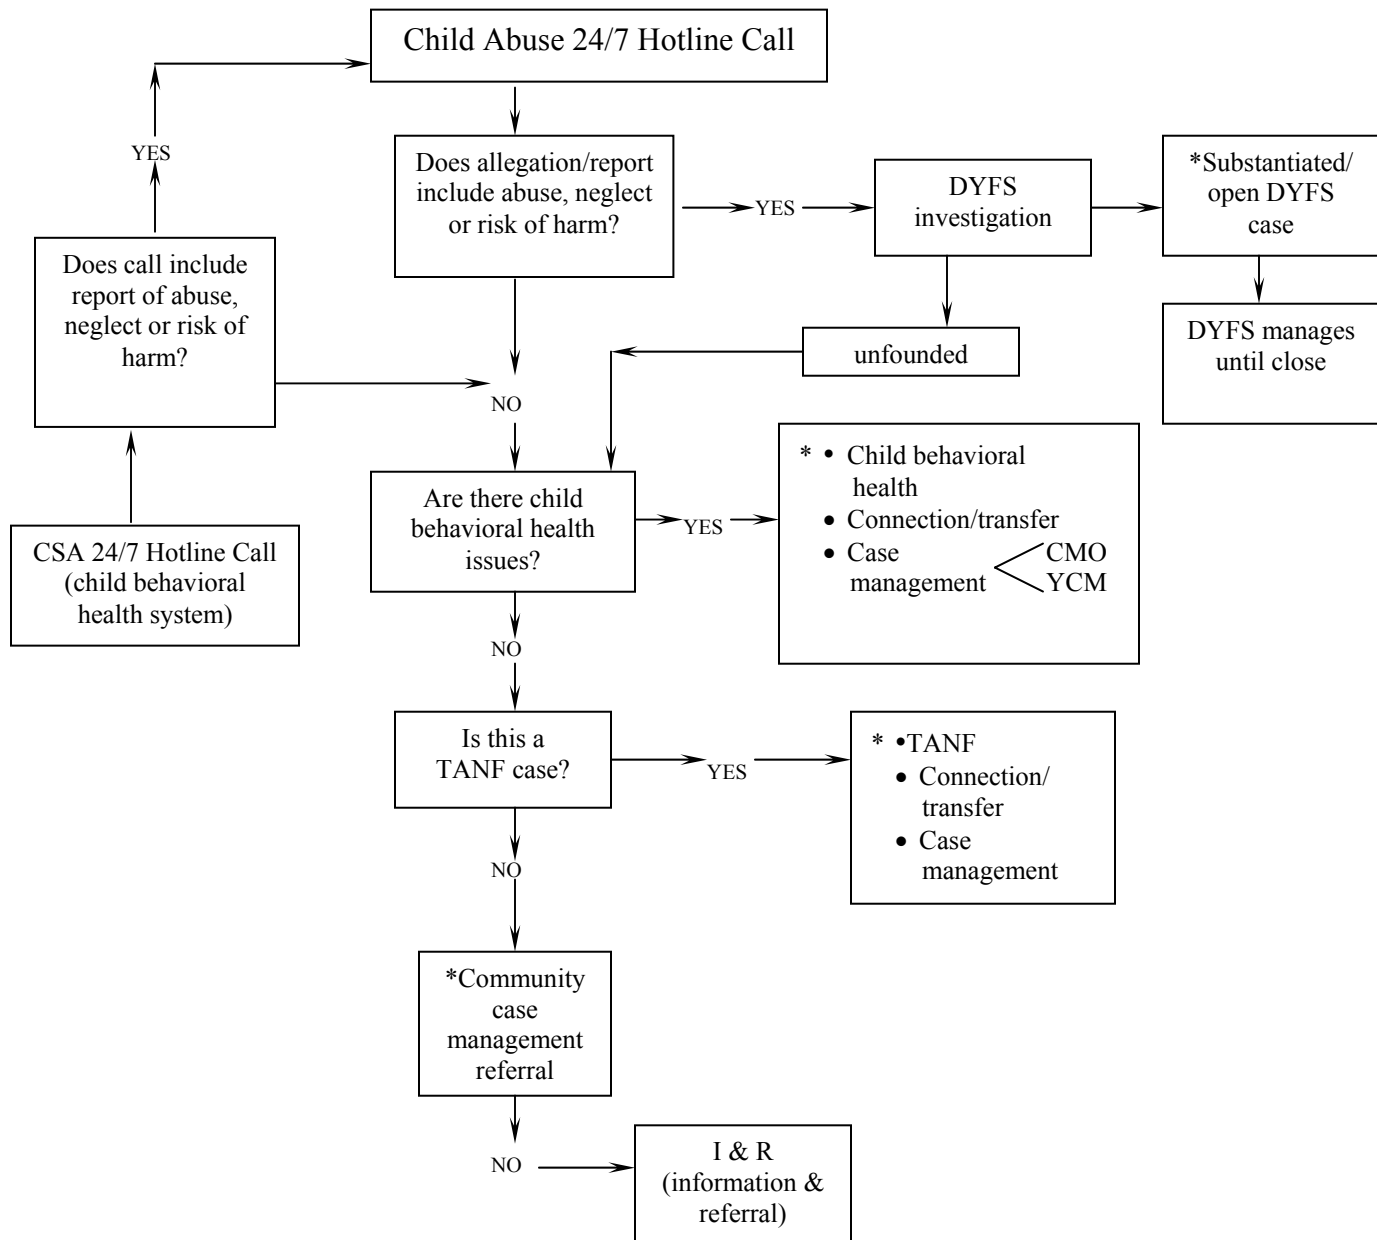 Child Abuse 24/7 Hotline Call
YES
Does allegation/report
include abuse, neglect
or risk of harm?
YES
DYFS
investigation
*Substantiated/
open DYFS
case
Does call include
report of abuse,
neglect or risk of
harm?
DYFS manages
until close
unfounded
NO
CSA 24/7 Hotline Call
(child behavioral
health system)
Are there child
behavioral health
issues?
YES
* • Child behavioral
health
• Connection/transfer
• Case
management
CMO
YCM
NO
Is this a
TANF case?
YES
* •TANF
• Connection/
transfer
• Case
management
NO
*Community
case
management
referral
NO
I & R
(information &
referral)